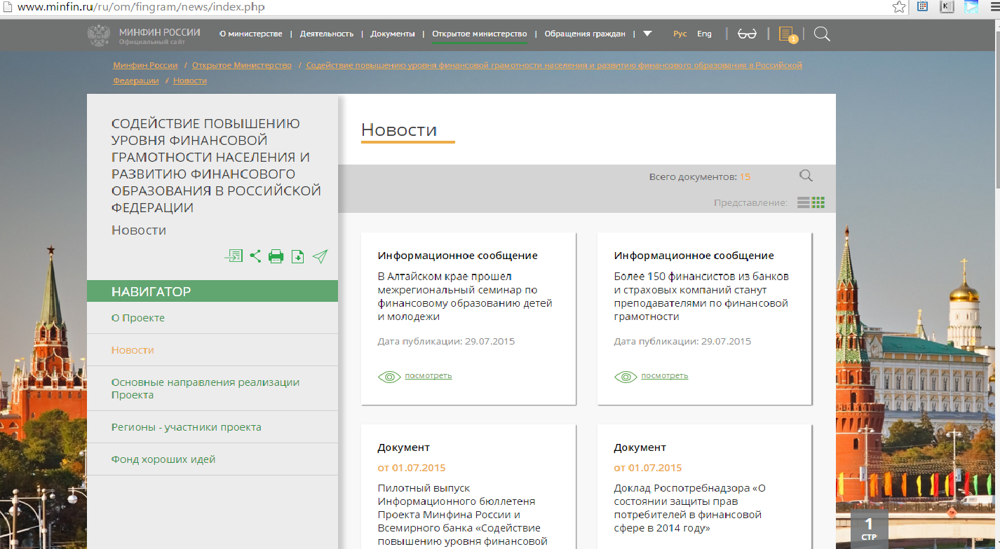 www.minfin.ru/ru/om/fingram/news/index.php
МИНФИН РОССИИ
Официальный сайт
О министерстве | Деятельность | Документы | Открытое министерство | Обращения граждан |
Рус Eng
1
Минфин России / Открытое Министерство / Содействие повышению уровня финансовой грамотности населения и развитию финансового образования в Российской
Федерации / Новости
СОДЕЙСТВИЕ ПОВЫШЕНИЮ
УРОВНЯ ФИНАНСОВОЙ
ГРАМОТНОСТИ НАСЕЛЕНИЯ И
РАЗВИТИЮ ФИНАНСОВОГО
ОБРАЗОВАНИЯ В РОССИЙСКОЙ
ФЕДЕРАЦИИ
Новости
НАВИГАТОР
О Проекте
Новости
Основные направления реализации
Проекта
Регионы - участники проекта
Фонд хороших идей
Новости
Всего документов: 15
Представление:
Информационное сообщение
В Алтайском крае прошел
межрегиональный семинар по
финансовому образованию детей
и молодежи
Дата публикации: 29.07.2015
посмотреть
Информационное сообщение
Более 150 финансистов из банков
и страховых компаний станут
преподавателями по финансовой
грамотности
Дата публикации: 29.07.2015
посмотреть
Документ
от 01.07.2015
Пилотный выпуск
Информационного бюллетеня
Проекта Минфина России и
Всемирного банка «Содействие
повышению уровня финансовой
Документ
от 01.07.2015
Доклад Роспотребнадзора «О
состоянии защиты прав
потребителей в финансовой
сфере в 2014 году»
1
СТР